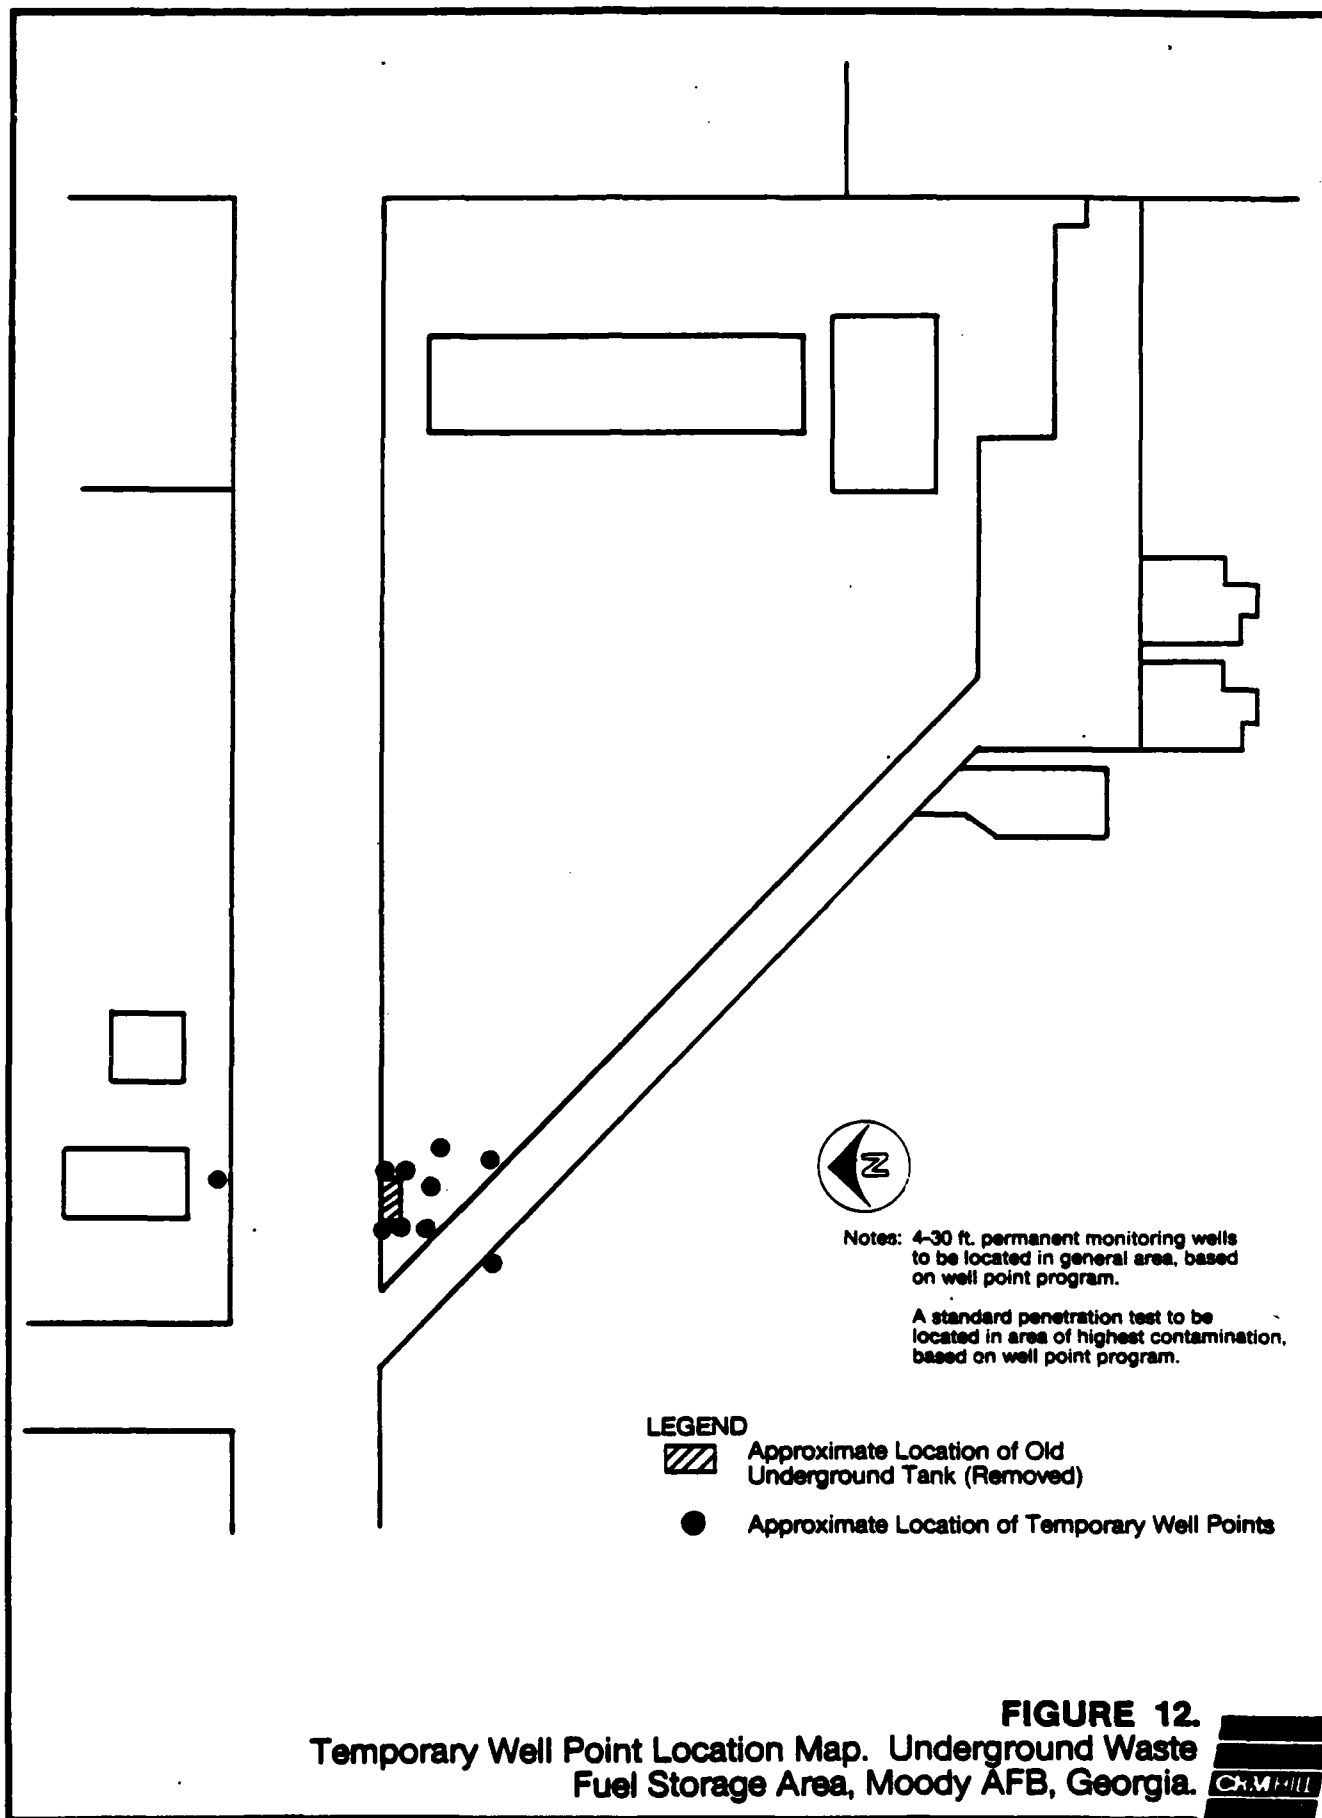 N
Notes: 4-30 ft. permanent monitoring wells
to be located in general area, based
on well point program.
A standard penetration test to be
located in area of highest contamination,
based on well point program.
LEGEND
Approximate Location of Old
Underground Tank (Removed)
Approximate Location of Temporary Well Points
FIGURE 12.
Temporary Well Point Location Map. Underground Waste
Fuel Storage Area, Moody AFB, Georgia.
CH2M HILL